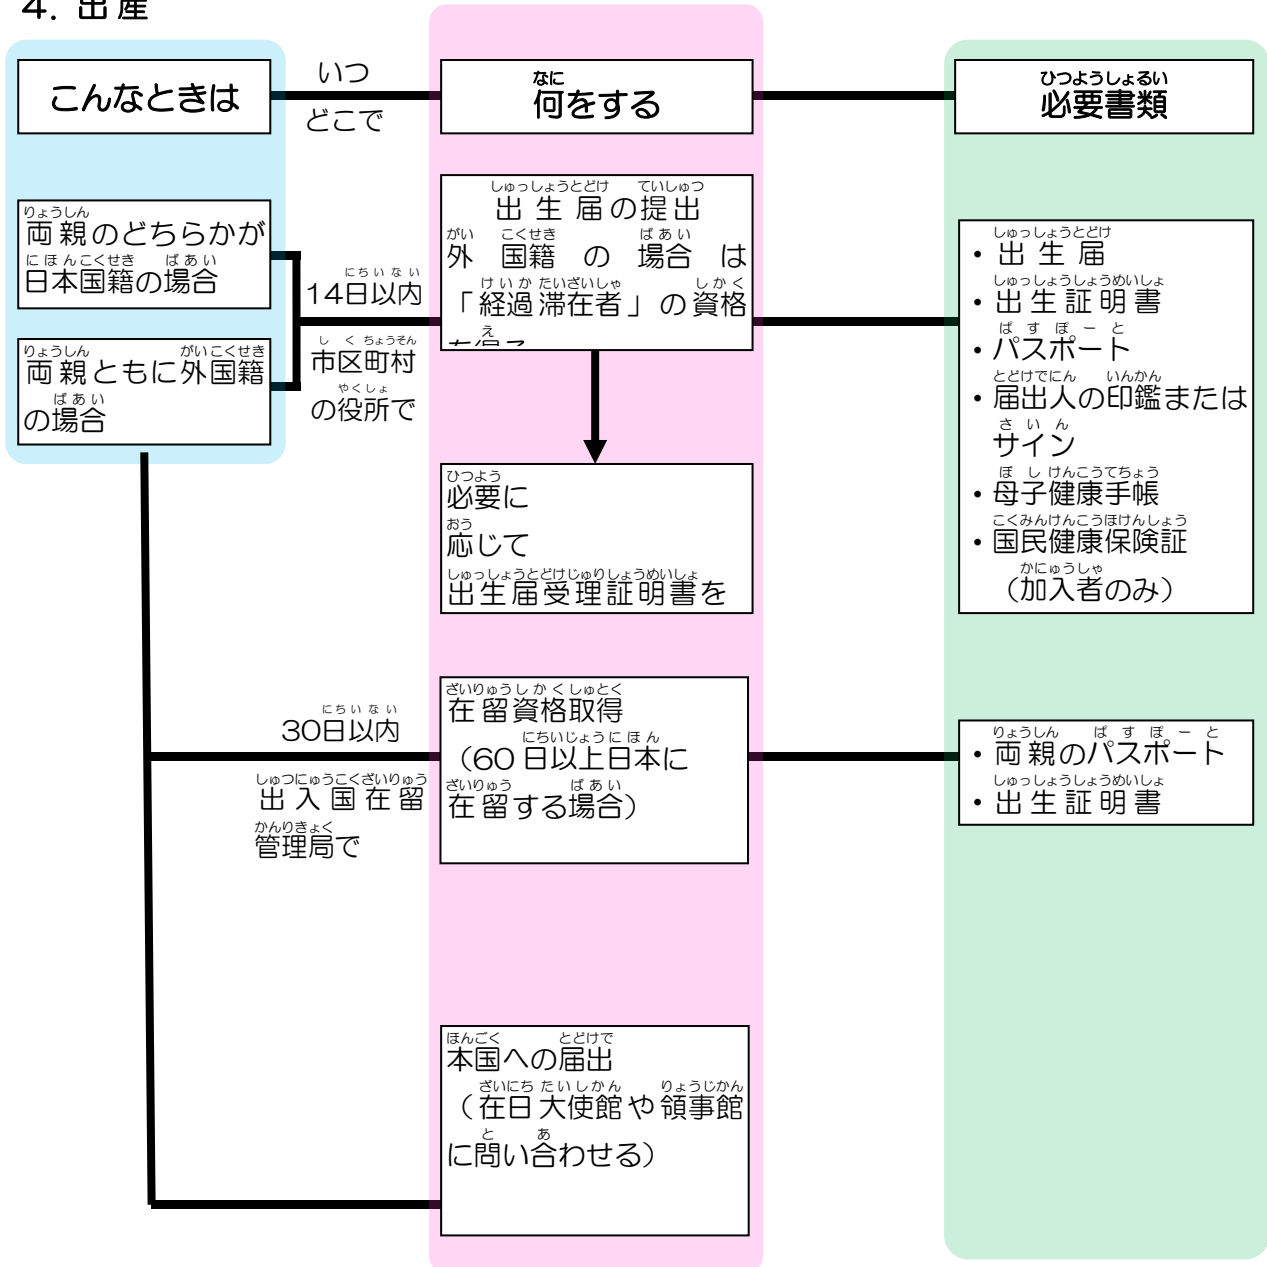 4. 出産
こんなときは
いつ
どこで
なに
何をする
ひつようしょるい
必要書類
りょうしん
両親のどちらかが
にほんこくせき ばあい
日本国籍の場合
りょうしん がいこくせき
両親ともに外国籍
ばあい
の場合
にちいない
14日以内
し く ちょうそん
市区町村
やくしょ
の役所で
しゅっしょうとどけ ていしゅつ
出生届の提出
がい こくせき ばあい
外国籍の場合は
けいか たいざいしゃ しかく
「経過滞在者」の資格
え
を得る
ひつよう
必要に
おう
応じて
しゅっしょうとどけじゅりしょうめいしょ
出生届受理証明書を
しゅっしょうとどけ
・出生届
しゅっしょうしょうめいしょ
・出生証明書
ぱすぽーと
・パスポート
とどけでにん いんかん
・届出人の印鑑または
さいん
サイン
ぼ し けんこうてちょう
・母子健康手帳
こくみんけんこうほけんしょう
・国民健康保険証
かにゅうしゃ
（加入者のみ）
にちいない
30日以内
しゅつにゅうこくざいりゅう
出入国在留
かんりきょく
管理局で
ざいりゅうしかくしゅとく
在留資格取得
にちいじょうにほん
（60日以上日本に
ざいりゅう ばあい
在留する場合）
りょうしん ぱすぽーと
・両親のパスポート
しゅっしょうしょうめいしょ
・出生証明書
ほんごく とどけで
本国への届出
ざいにち たいしかん りょうじかん
（在日大使館や領事館
と あ
に問い合わせる）